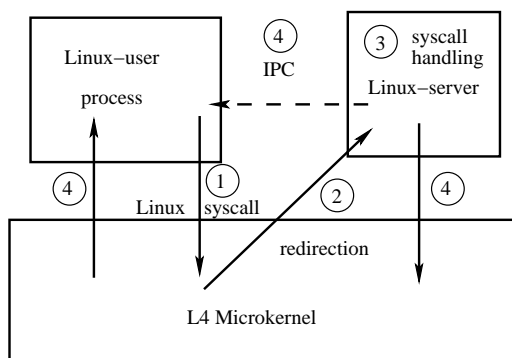 Linux−user
process
4
IPC
3
syscall
handling
Linux−server
4
1
Linux syscall
2
4
redirection
L4 Microkernel